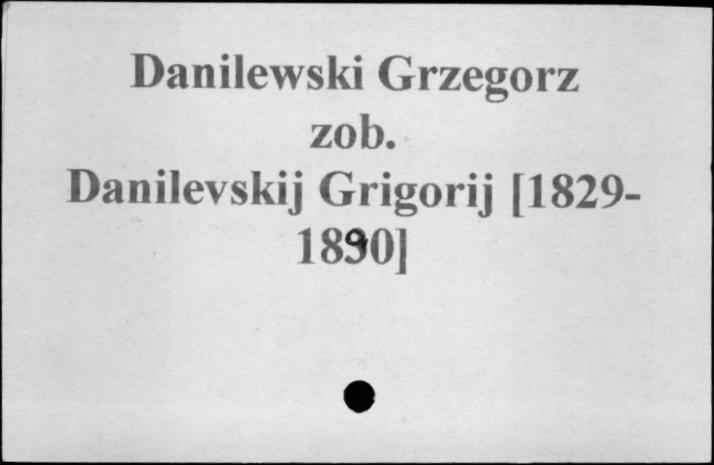 Danilewski Grzegorz
zob.
Danilevskij Grigorij [1829-
1890]